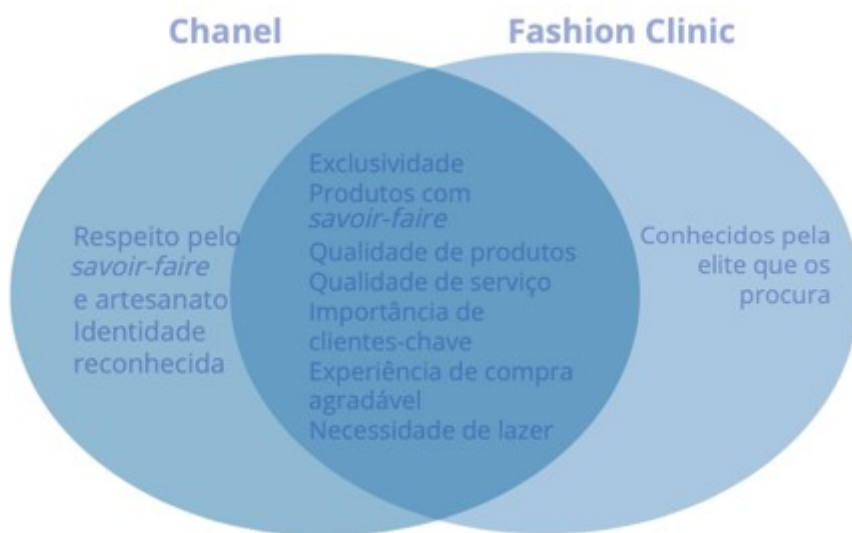 Chanel
Fashion Clinic
Respeito pelo
savoir-faire
e artesanato
Identidade
reconhecida
Exclusividade
Produtos com
savoir-faire
Qualidade de produtos
Qualidade de serviço
Importância de
clientes-chave
Experiência de compra
agradável
Necessidade de lazer
Conhecidos pela
elite que os
procura